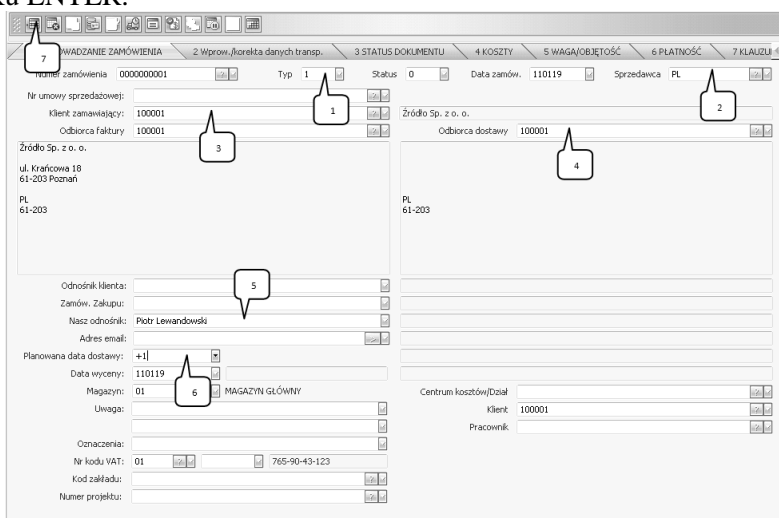 ku ENTER.
WADZANIE ZAMÓWIENIA 2 Wprow./korekta danych transp. 3 STATUS DOKUMENTU 4 KOSZTY 5 WAGA/OBJĘTOŚĆ 6 PŁATNOŚĆ 7 KLAUZU
7
Numer zamówienia 0000000001 Typ 1 Status 0 Data zamów. 110119 Sprzedawca PL
Nr umowy sprzedażowej:
1
2
Klient zamawiający: 100001 Źródło Sp. z o. o.
Odbiorca faktury 100001 Odbiorca dostawy 100001
3
4
Źródło Sp. z o. o.
ul. Krańcowa 18
61-203 Poznań
PL PL
61-203 61-203
Odnośnik klienta:
5
Zamów. Zakupu:
Nasz odnośnik: Piotr Lewandowski
Adres email:
Planowana data dostawy: +1
Data wyceny: 110119
Magazyn: 01 MAGAZYN GŁÓWNY Centrum kosztów/Dział
6
Uwaga: Klient 100001
Pracownik
Oznaczenia:
Nr kodu VAT: 01 765-90-43-123
Kod zakładu:
Numer projektu: